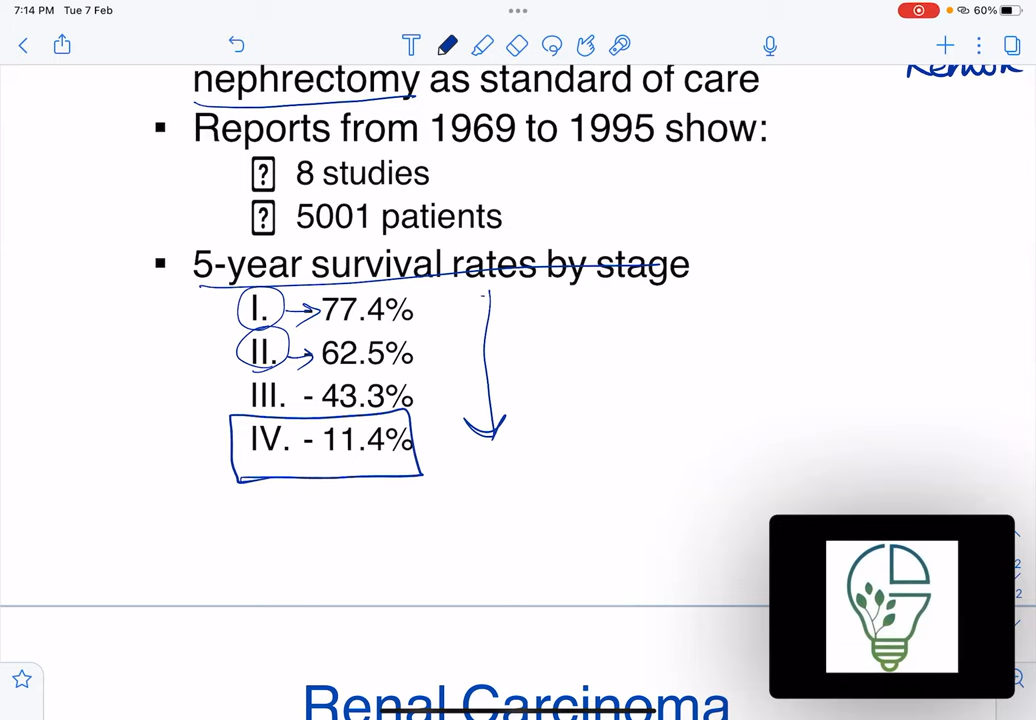 7:14 PM Tue 7 Feb
60%
nephrectomy as standard of care
▪ Reports from 1969 to 1995 show:
8 studies
5001 patients
▪ 5-year survival rates by stage
I. → 77.4%
II. → 62.5%
III. - 43.3%
IV. - 11.4%
2
2
Renal Carcinoma